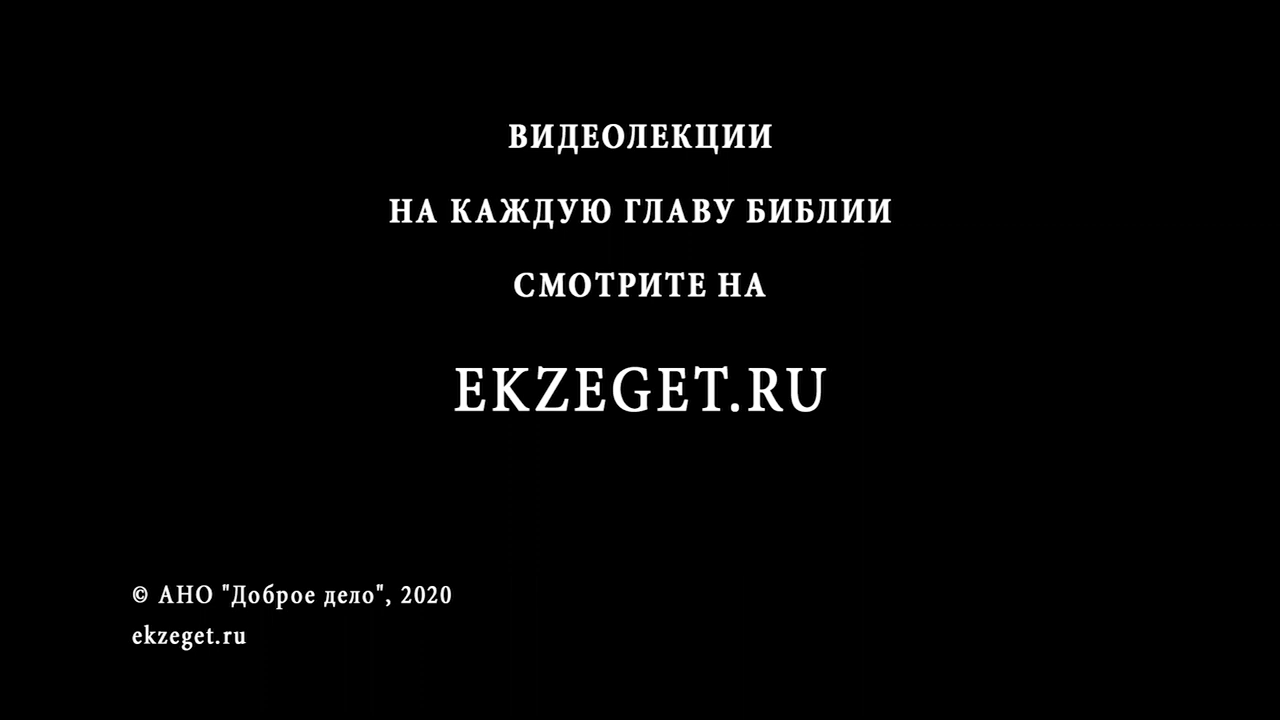 ВИДЕОЛЕКЦИИ
НА КАЖДУЮ ГЛАВУ БИБЛИИ
СМОТРИТЕ НА
EKZEGET.RU
© АНО "Доброе дело", 2020
ekzeget.ru